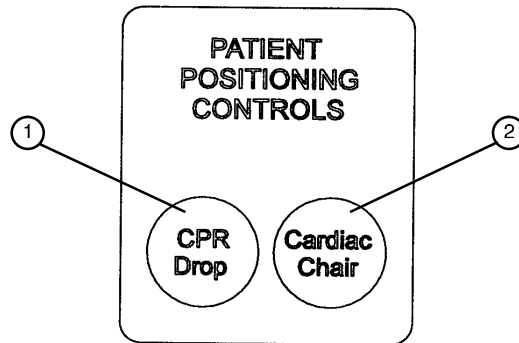 PATIENT
POSITIONING
CONTROLS
1
2
CPR
Drop
Cardiac
Chair